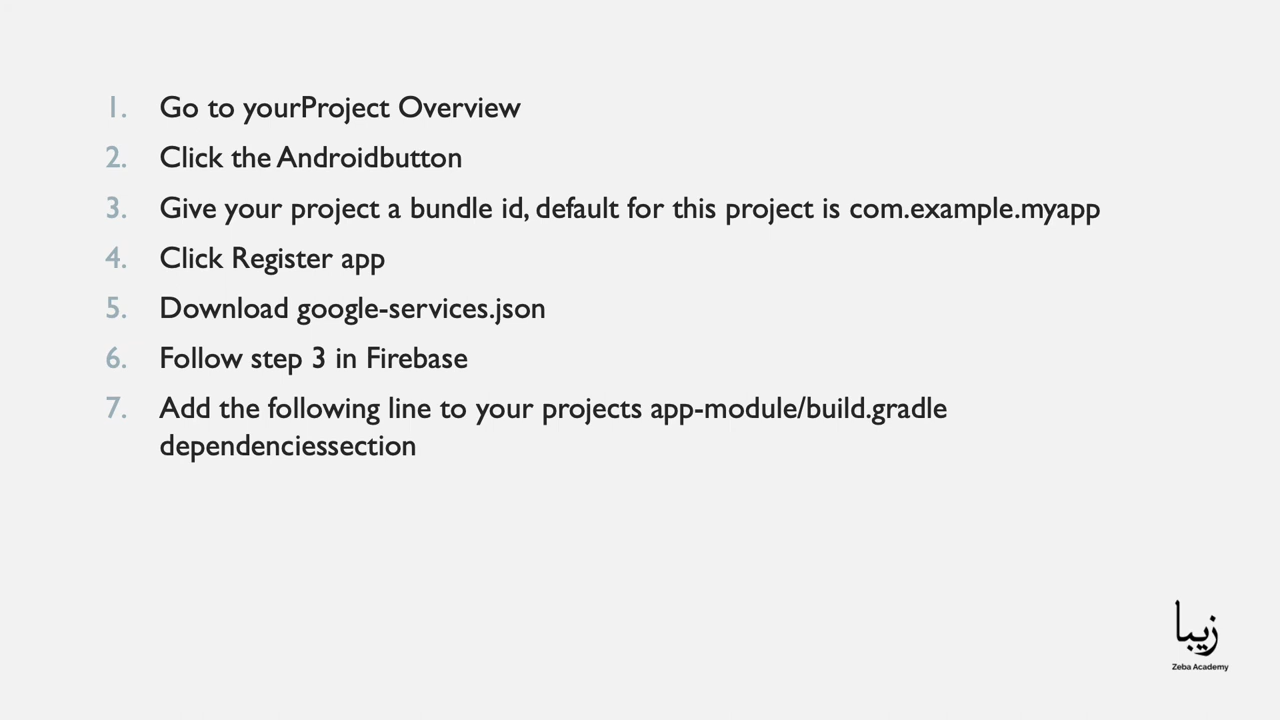 1. Go to yourProject Overview
2. Click the Androidbutton
3. Give your project a bundle id, default for this project is com.example.myapp
4. Click Register app
5. Download google-services.json
6. Follow step 3 in Firebase
7. Add the following line to your projects app-module/build.gradle
dependenciessection
زیبا
Zeba Academy